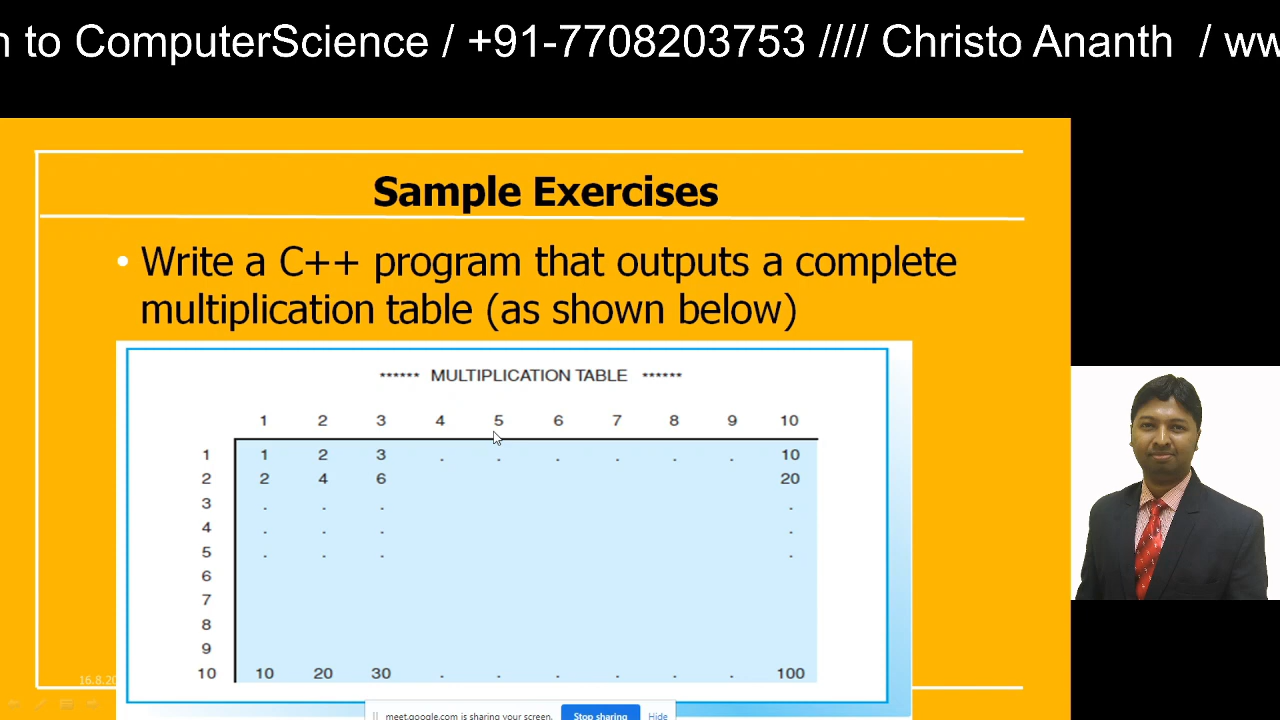 n to ComputerScience / +91-7708203753 //// Christo Ananth / ww
Sample Exercises
• Write a C++ program that outputs a complete
multiplication table (as shown below)
****** MULTIPLICATION TABLE ******
1 2 3 4 5 6 7 8 9 10
1 1 2 3 . . . . . . 10
2 2 4 6 20
3 . . . .
4 . . . .
5 . . . .
6
7
8
9
10 10 20 30 . . . . . . 100
16.8.20
meet.google.com is sharing your screen. Stop sharing Hide